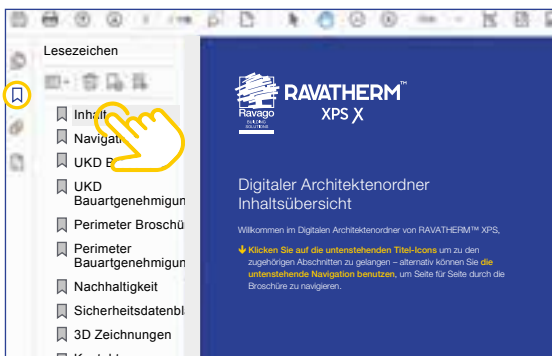 Lesezeichen
Inhalt
Navigati
UKD B
UKD
Bauartgenehmigun
Perimeter Broschü
Perimeter
Bauartgenehmigun
Nachhaltigkeit
Sicherheitsdatenbl
3D Zeichnungen
Ravago
BUILDING
SOLUTIONS
RAVATHERM™
XPS X
Digitaler Architektenordner
Inhaltsübersicht
Willkommen im Digitalen Architektenordner von RAVATHERM™ XPS,
Klicken Sie auf die untenstehenden Titel-Icons um zu den
zugehörigen Abschnitten zu gelangen – alternativ können Sie die
untenstehende Navigation benutzen, um Seite für Seite durch die
Broschüre zu navigieren.